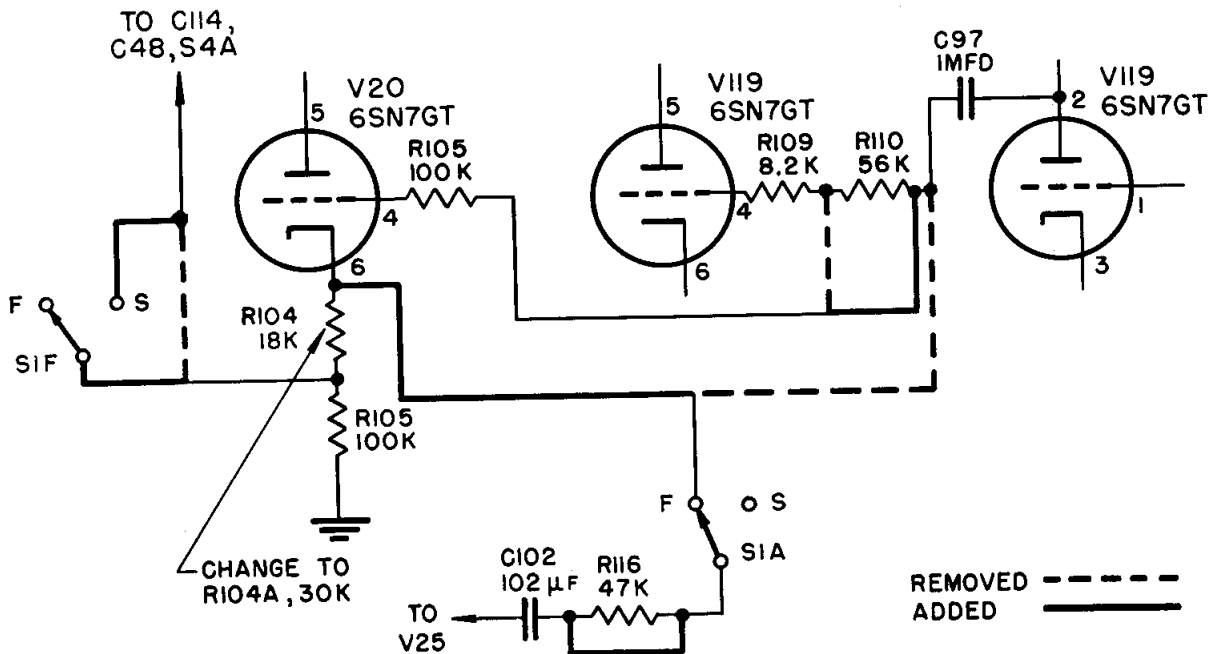 TO C114,
C48, S4A
V20
6SN7GT
5
R105
100 K
4
6
V119
6SN7GT
5
R109
8.2K
R110
56K
4
6
C97
1MFD
V119
6SN7GT
2
1
3
F
S
S1F
R104
18K
R105
100K
CHANGE TO
R104A, 30K
F
S
S1A
C102
102 µF
R116
47K
TO
V25
REMOVED
ADDED